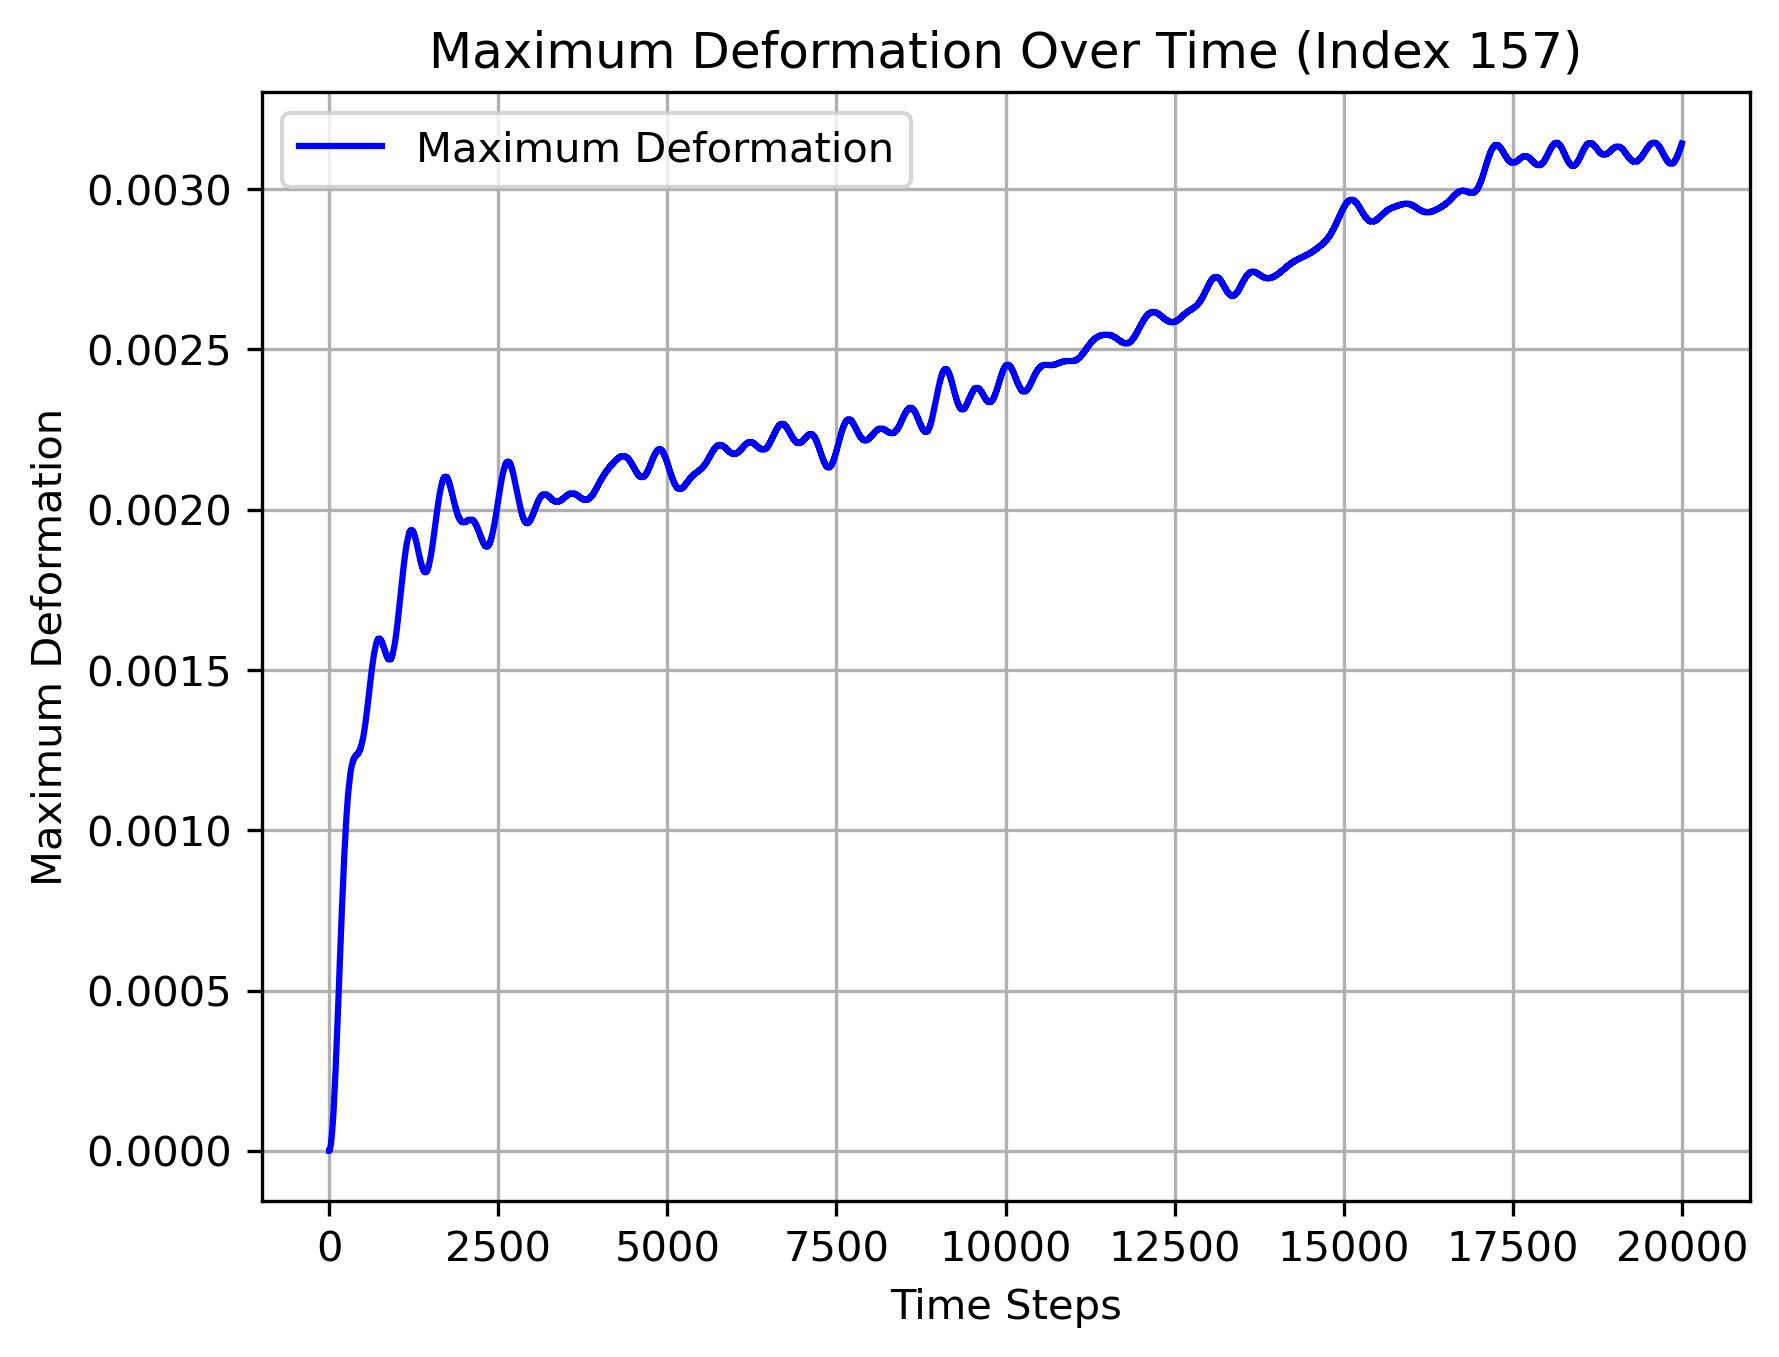 Maximum Deformation Over Time (Index 157)
Maximum Deformation
0.0030
0.0025
0.0020
0.0015
0.0010
0.0005
0.0000
Maximum Deformation
0 2500 5000 7500 10000 12500 15000 17500 20000
Time Steps